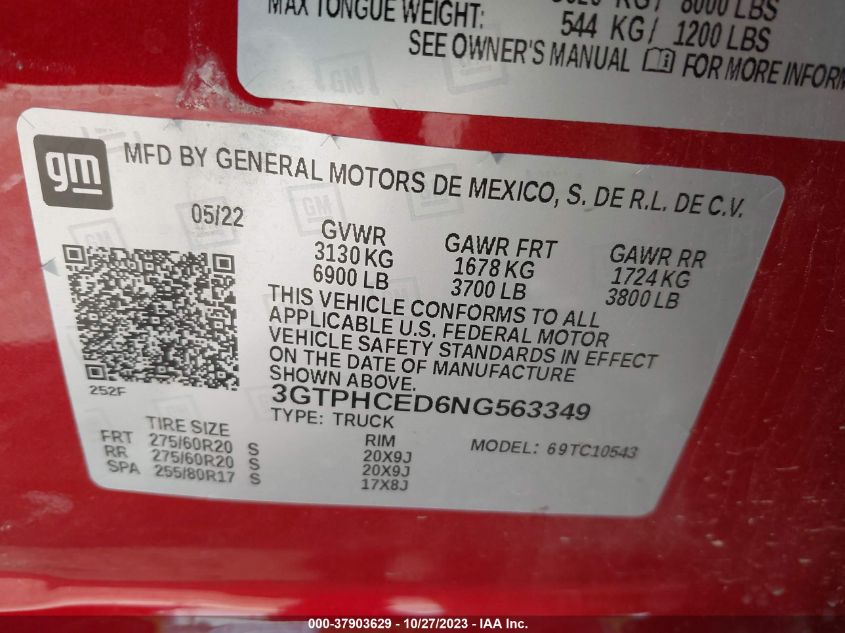 KG / 8000 LBS
MAX TONGUE WEIGHT: 544 KG / 1200 LBS
SEE OWNER'S MANUAL FOR MORE
GM
gm
MFD BY GENERAL MOTORS DE MEXICO, S. DE R.L. DE C.V.
05/22
GVWR GAWR FRT GAWR RR
3130 KG 1678 KG 1724 KG
6900 LB 3700 LB 3800 LB
THIS VEHICLE CONFORMS TO ALL
APPLICABLE U.S. FEDERAL MOTOR
VEHICLE SAFETY STANDARDS IN EFFECT
ON THE DATE OF MANUFACTURE
SHOWN ABOVE.
252F
3GTPHCED6NG563349
TYPE: TRUCK
MODEL: 69TC10543
TIRE SIZE RIM
FRT 275/60R20 S 20X9J
RR 275/60R20 S 20X9J
SPA 255/80R17 S 17X8J
000-37903629 - 10/27/2023 - IAA Inc.